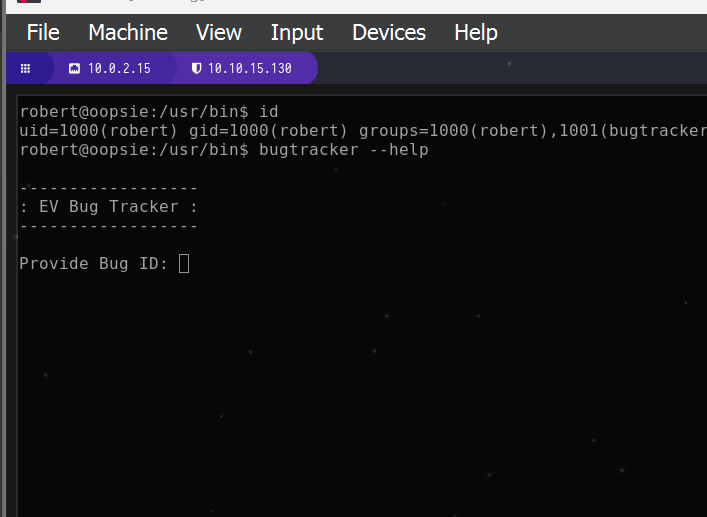 File Machine View Input Devices Help
10.0.2.15 10.10.15.130
robert@oopsie:/usr/bin$ id
uid=1000(robert) gid=1000(robert) groups=1000(robert),1001(bugtracker
robert@oopsie:/usr/bin$ bugtracker --help
------------------
: EV Bug Tracker :
------------------
Provide Bug ID: